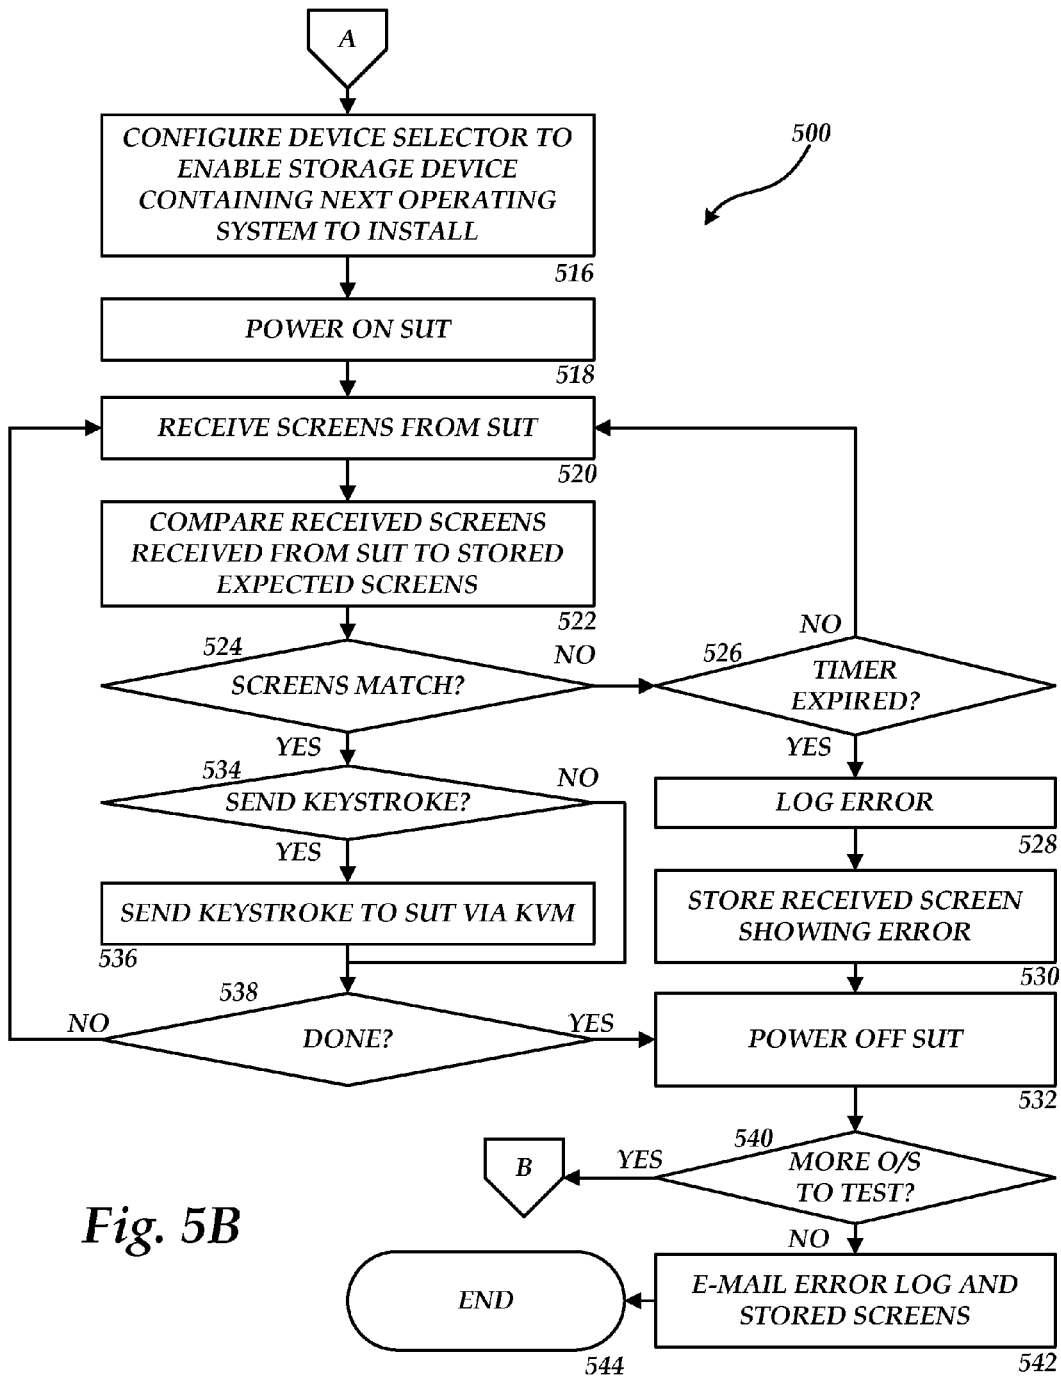 A
CONFIGURE DEVICE SELECTOR TO
ENABLE STORAGE DEVICE
CONTAINING NEXT OPERATING
SYSTEM TO INSTALL
516
500
POWER ON SUT
518
RECEIVE SCREENS FROM SUT
520
COMPARE RECEIVED SCREENS
RECEIVED FROM SUT TO STORED
EXPECTED SCREENS
522
524
SCREENS MATCH?
NO
YES
526
TIMER
EXPIRED?
NO
YES
534
SEND KEYSTROKE?
NO
YES
LOG ERROR
528
SEND KEYSTROKE TO SUT VIA KVM
536
STORE RECEIVED SCREEN
SHOWING ERROR
530
538
DONE?
NO
YES
POWER OFF SUT
532
540
MORE O/S
TO TEST?
YES
B
NO
E-MAIL ERROR LOG AND
STORED SCREENS
542
END
544
Fig. 5B